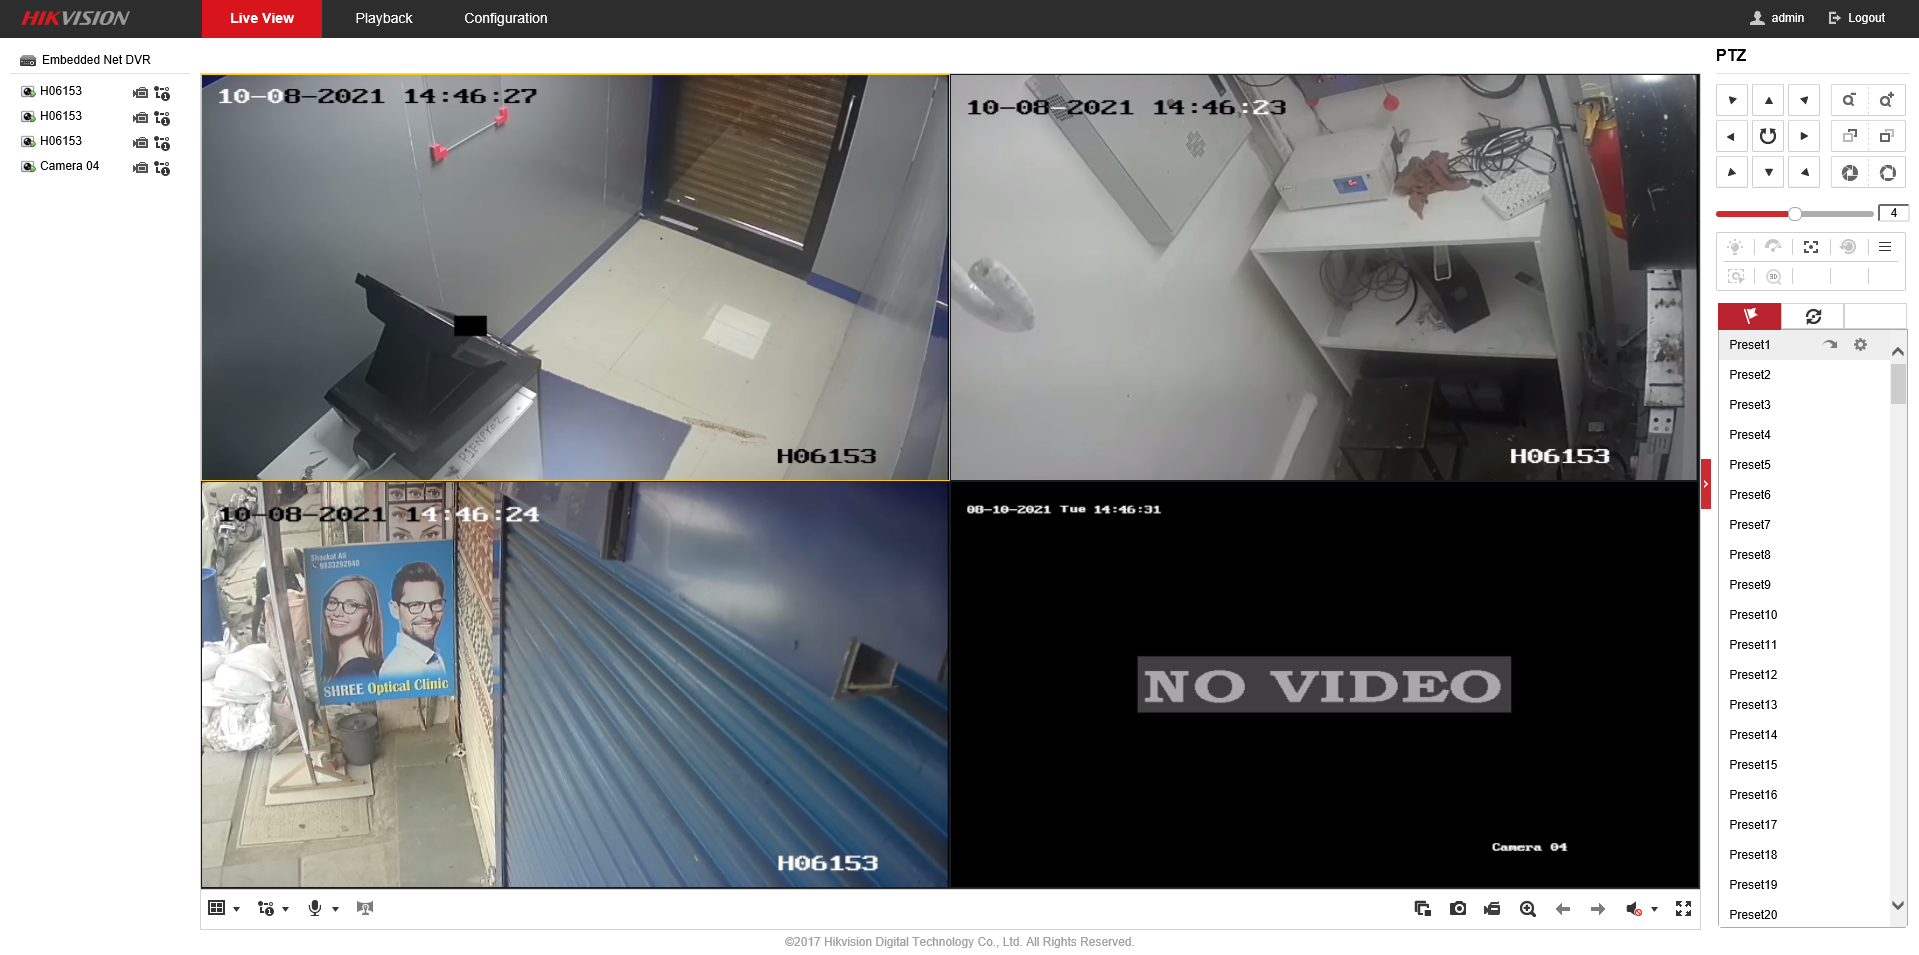 HIKVISION
Live View
Playback
Configuration
admin
Logout
Embedded Net DVR
H06153
H06153
H06153
Camera 04
10-08-2021 14:46:27
H06153
10-08-2021 14:46:23
H06153
10-08-2021 14:46:24
Shaukat Ali
9833292940
SHREE Optical Clinic
H06153
08-10-2021 Tue 14:46:31
NO VIDEO
Camera 04
PTZ
4
3D
Preset1
Preset2
Preset3
Preset4
Preset5
Preset6
Preset7
Preset8
Preset9
Preset10
Preset11
Preset12
Preset13
Preset14
Preset15
Preset16
Preset17
Preset18
Preset19
Preset20
©2017 Hikvision Digital Technology Co., Ltd. All Rights Reserved.